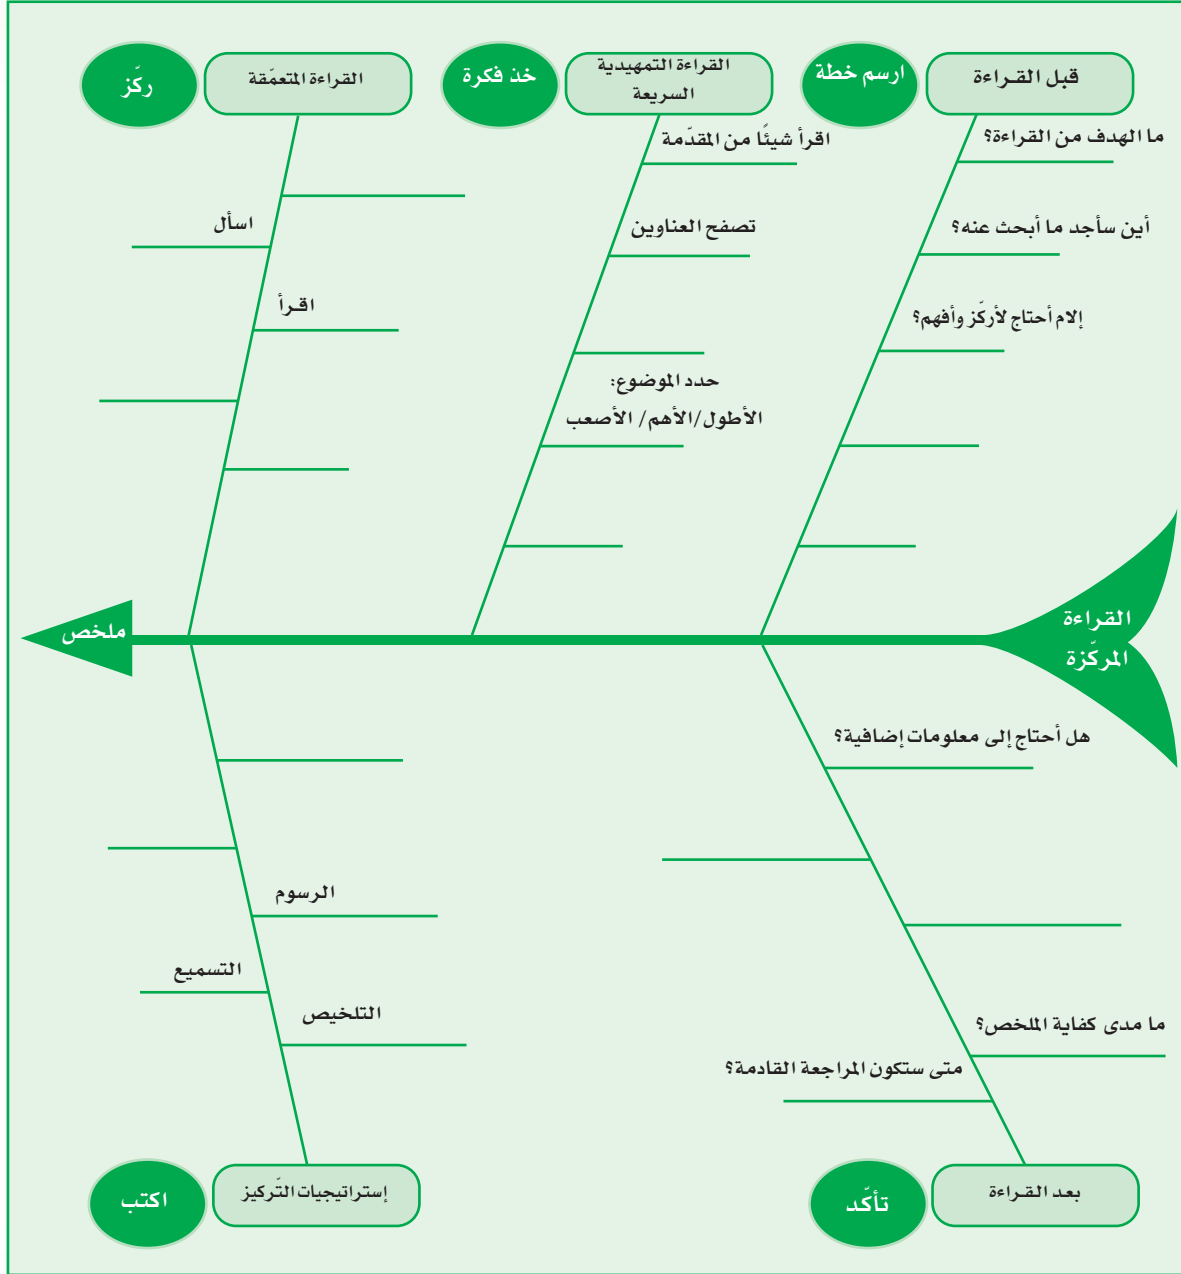 قبل القراءة
ارسم خطة
ما الهدف من القراءة؟
أين سأجد ما أبحث عنه؟
إلام أحتاج لأركّز وأفهم؟
القراءة التمهيدية
السريعة
خذ فكرة
اقرأ شيئًا من المقدّمة
تصفح العناوين
حدد الموضوع:
الأطول/الأهم/ الأصعب
القراءة المتعمّقة
ركّز
اسأل
اقرأ
القراءة
المركّزة
ملخص
هل أحتاج إلى معلومات إضافية؟
ما مدى كفاية الملخص؟
متى ستكون المراجعة القادمة؟
بعد القراءة
تأكّد
الرسوم
التسميع
التلخيص
إستراتيجيات التّركيز
اكتب